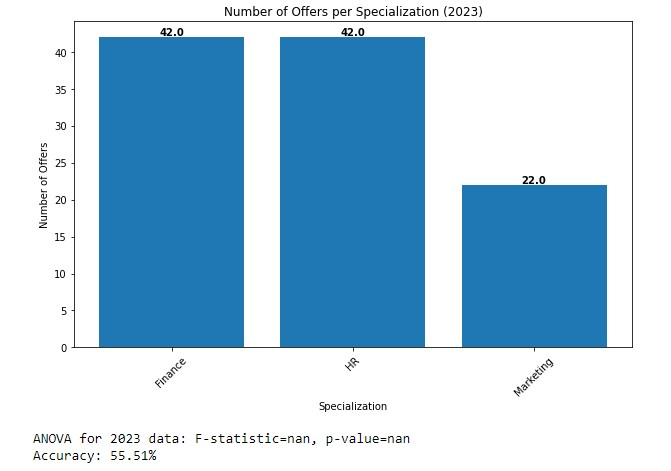 Number of Offers per Specialization (2023)
42.0 42.0
22.0
40
35
30
25
20
15
10
5
0
Number of Offers
Finance HR Marketing
Specialization
ANOVA for 2023 data: F-statistic=nan, p-value=nan
Accuracy: 55.51%